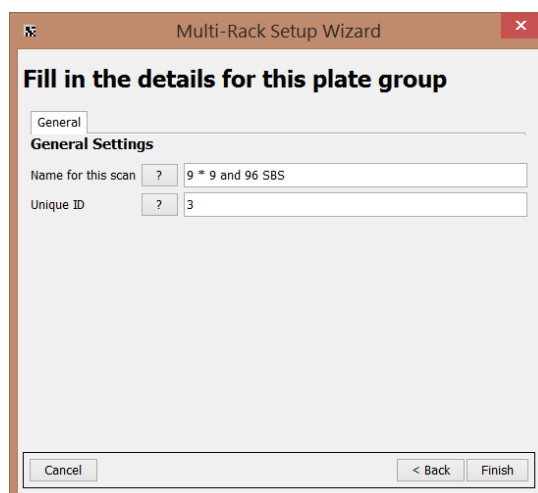 Multi-Rack Setup Wizard
Fill in the details for this plate group
General
General Settings
Name for this scan ? 9 * 9 and 96 SBS
Unique ID ? 3
Cancel < Back Finish